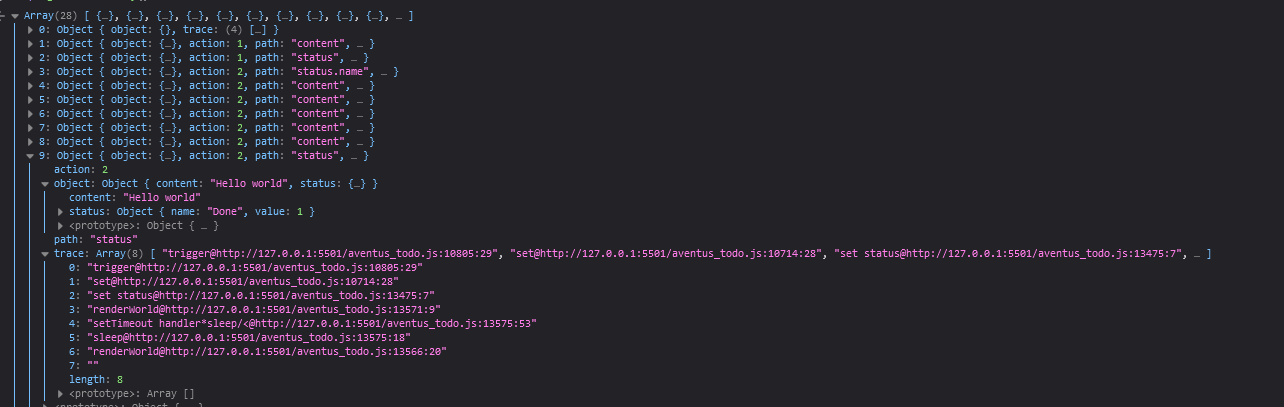 Array(28) [ {…}, {…}, {…}, {…}, {…}, {…}, {…}, {…}, {…}, {…}, … ]
0: Object { object: {}, trace: (4) […] }
1: Object { object: {…}, action: 1, path: "content", … }
2: Object { object: {…}, action: 1, path: "status", … }
3: Object { object: {…}, action: 2, path: "status.name", … }
4: Object { object: {…}, action: 2, path: "content", … }
5: Object { object: {…}, action: 2, path: "content", … }
6: Object { object: {…}, action: 2, path: "content", … }
7: Object { object: {…}, action: 2, path: "content", … }
8: Object { object: {…}, action: 2, path: "content", … }
9: Object { object: {…}, action: 2, path: "status", … }
action: 2
object: Object { content: "Hello world", status: {…} }
content: "Hello world"
status: Object { name: "Done", value: 1 }
<prototype>: Object { … }
path: "status"
trace: Array(8) [ "trigger@http://127.0.0.1:5501/aventus_todo.js:10805:29", "set@http://127.0.0.1:5501/aventus_todo.js:10714:28", "set status@http://127.0.0.1:5501/aventus_todo.js:13475:7", … ]
0: "trigger@http://127.0.0.1:5501/aventus_todo.js:10805:29"
1: "set@http://127.0.0.1:5501/aventus_todo.js:10714:28"
2: "set status@http://127.0.0.1:5501/aventus_todo.js:13475:7"
3: "renderWorld@http://127.0.0.1:5501/aventus_todo.js:13571:9"
4: "setTimeout handler*sleep/<@http://127.0.0.1:5501/aventus_todo.js:13575:53"
5: "sleep@http://127.0.0.1:5501/aventus_todo.js:13575:18"
6: "renderWorld@http://127.0.0.1:5501/aventus_todo.js:13566:20"
7: ""
length: 8
<prototype>: Array []
<prototype>: Object { … }